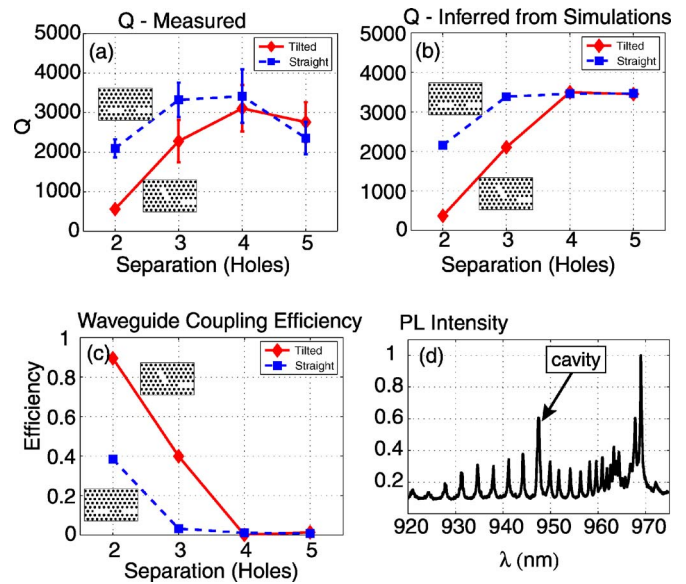 Q - Measured
(a)
Tilted
Straight
5000
4000
3000
2000
1000
0
Q
2 3 4 5
Separation (Holes)
Q - Inferred from Simulations
(b)
Tilted
Straight
5000
4000
3000
2000
1000
0
2 3 4 5
Separation (Holes)
Waveguide Coupling Efficiency
(c)
Tilted
Straight
1
0.8
0.6
0.4
0.2
0
Efficiency
2 3 4 5
Separation (Holes)
PL Intensity
(d)
cavity
1
0.8
0.6
0.4
0.2
920 930 940 950 960 970
λ (nm)